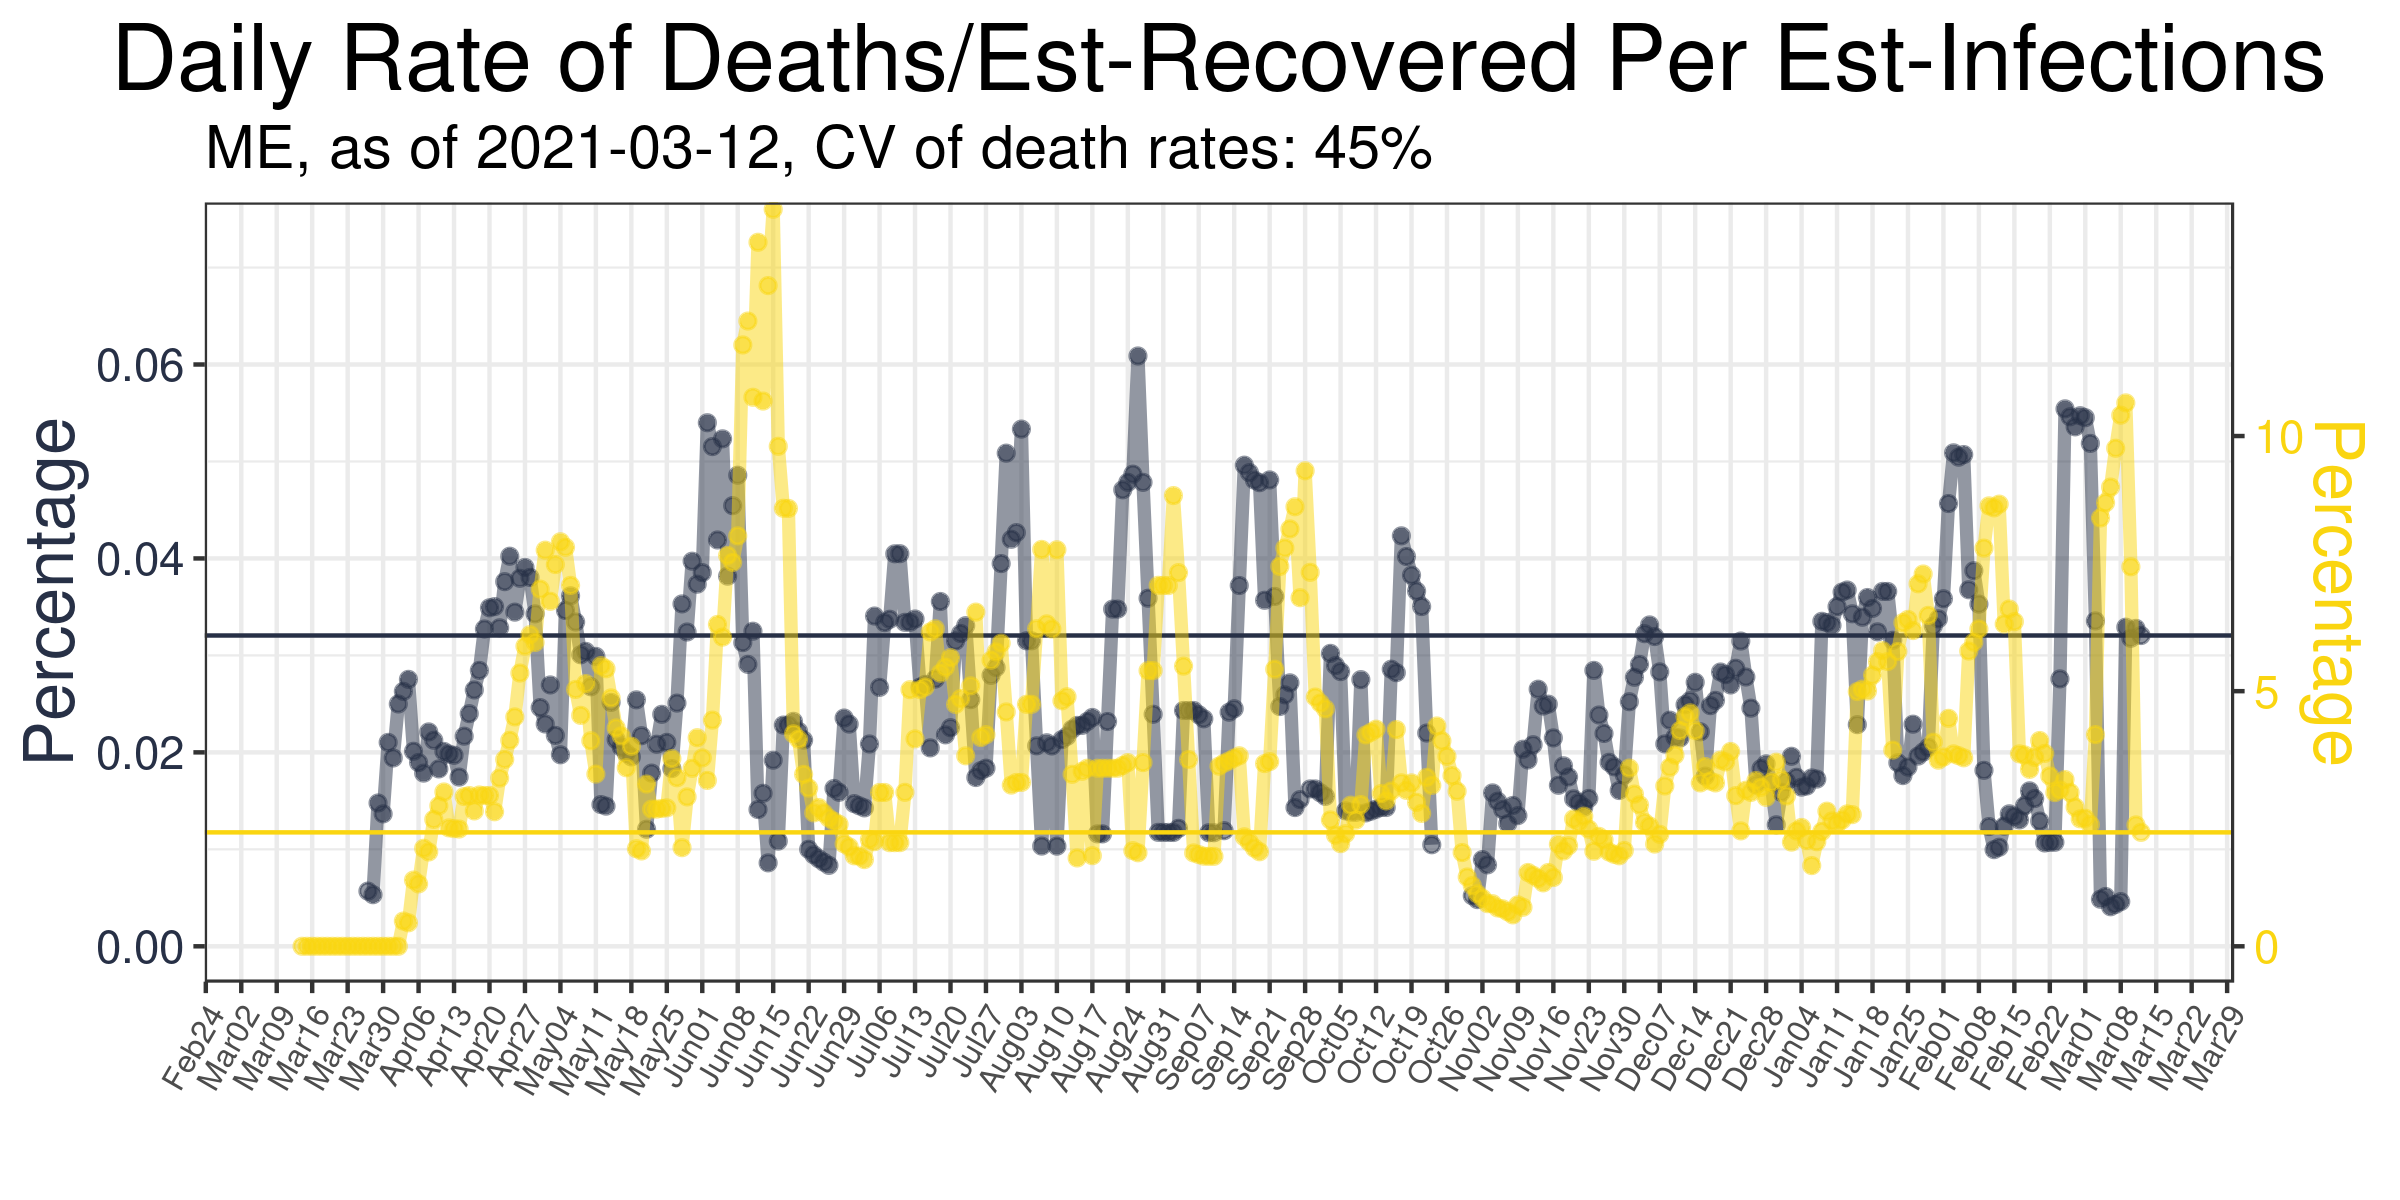 Daily Rate of Deaths/Est-Recovered Per Est-Infections
ME, as of 2021-03-12, CV of death rates: 45%
Percentage
0.06
0.04
0.02
0.00
10
5
0
Percentage
Feb24
Mar02
Mar09
Mar16
Mar23
Mar30
Apr06
Apr13
Apr20
Apr27
May04
May11
May18
May25
Jun01
Jun08
Jun15
Jun22
Jun29
Jul06
Jul13
Jul20
Jul27
Aug03
Aug10
Aug17
Aug24
Aug31
Sep07
Sep14
Sep21
Sep28
Oct05
Oct12
Oct19
Oct26
Nov02
Nov09
Nov16
Nov23
Nov30
Dec07
Dec14
Dec21
Dec28
Jan04
Jan11
Jan18
Jan25
Feb01
Feb08
Feb15
Feb22
Mar01
Mar08
Mar15
Mar22
Mar29